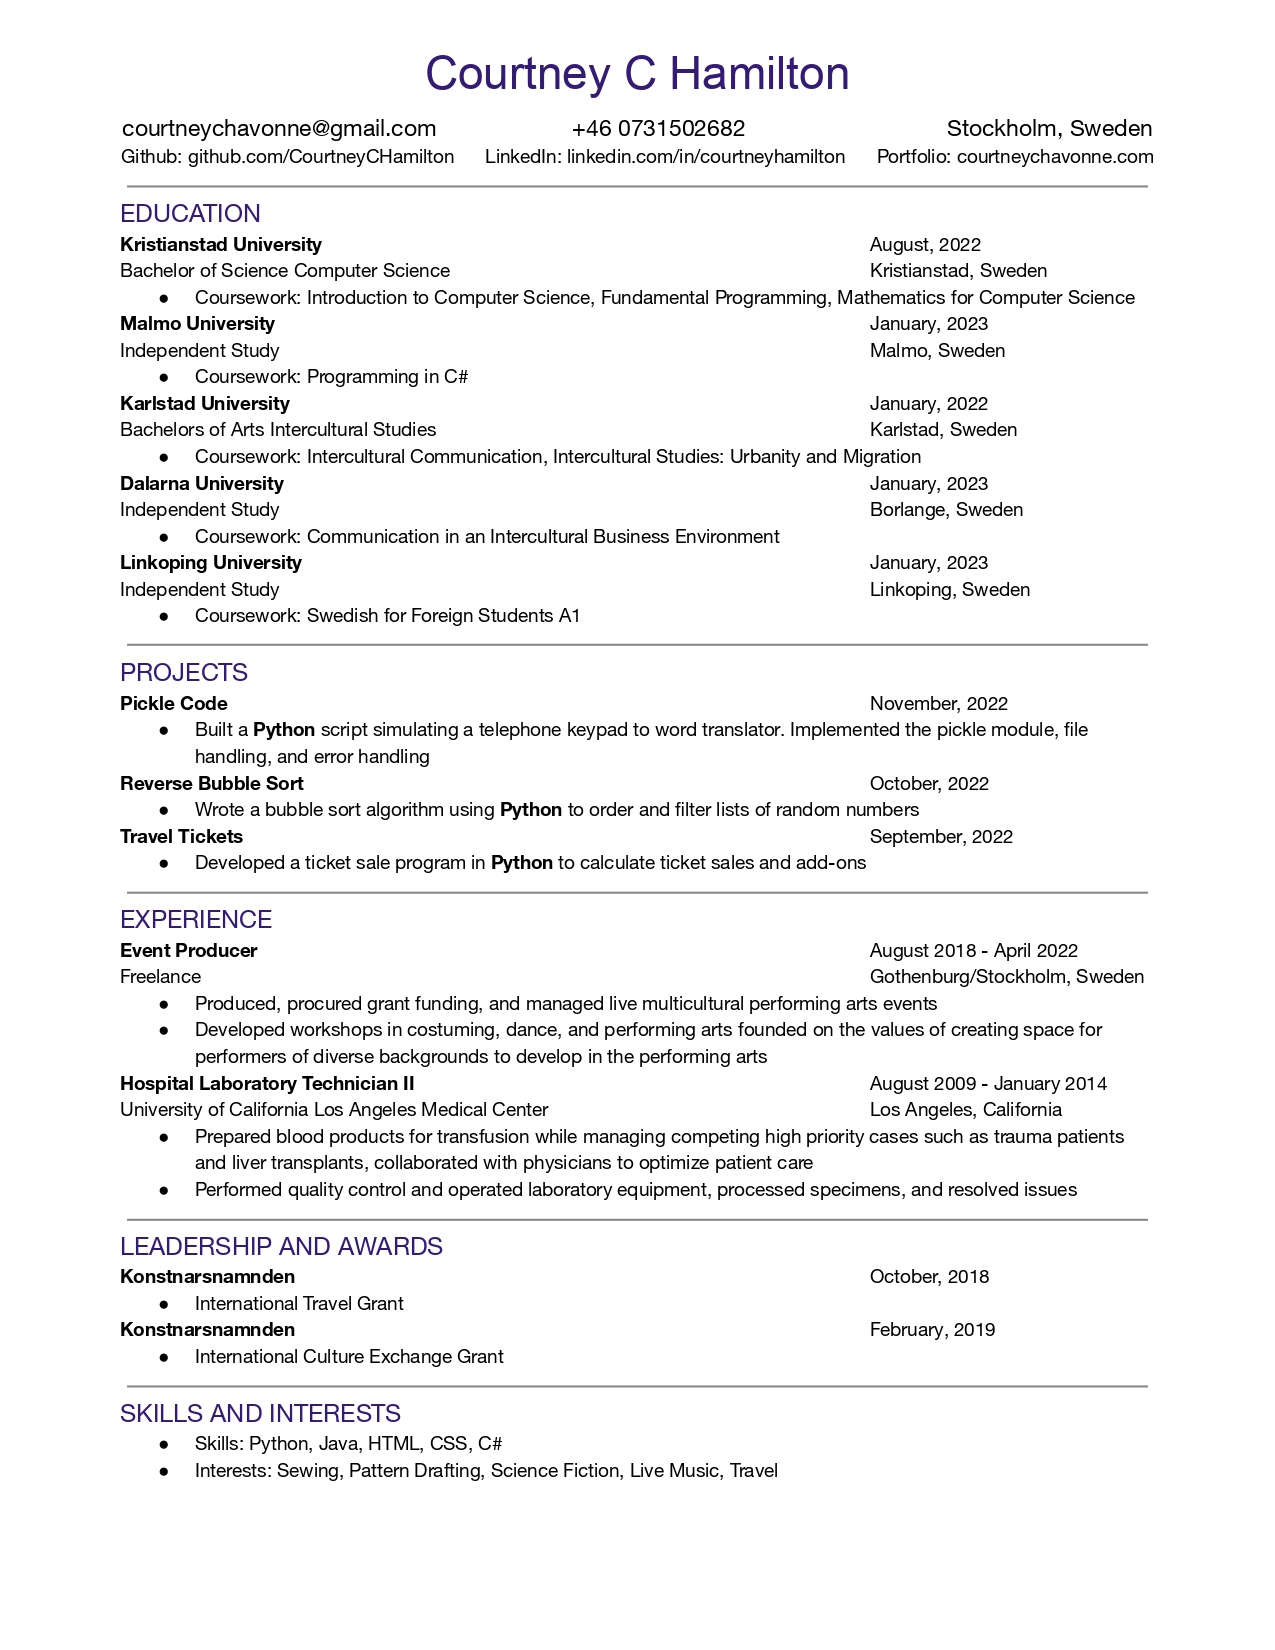 Courtney C Hamilton
courtneychavonne@gmail.com +46 0731502682 Stockholm, Sweden
Github: github.com/CourtneyCHamilton LinkedIn: linkedin.com/in/courtneyhamilton Portfolio: courtneychavonne.com
EDUCATION
Kristianstad University August, 2022
Bachelor of Science Computer Science Kristianstad, Sweden
● Coursework: Introduction to Computer Science, Fundamental Programming, Mathematics for Computer Science
Malmo University January, 2023
Independent Study Malmo, Sweden
● Coursework: Programming in C#
Karlstad University January, 2022
Bachelors of Arts Intercultural Studies Karlstad, Sweden
● Coursework: Intercultural Communication, Intercultural Studies: Urbanity and Migration
Dalarna University January, 2023
Independent Study Borlange, Sweden
● Coursework: Communication in an Intercultural Business Environment
Linkoping University January, 2023
Independent Study Linkoping, Sweden
● Coursework: Swedish for Foreign Students A1
PROJECTS
Pickle Code November, 2022
● Built a Python script simulating a telephone keypad to word translator. Implemented the pickle module, file
handling, and error handling
Reverse Bubble Sort October, 2022
● Wrote a bubble sort algorithm using Python to order and filter lists of random numbers
Travel Tickets September, 2022
● Developed a ticket sale program in Python to calculate ticket sales and add-ons
EXPERIENCE
Event Producer August 2018 - April 2022
Freelance Gothenburg/Stockholm, Sweden
● Produced, procured grant funding, and managed live multicultural performing arts events
● Developed workshops in costuming, dance, and performing arts founded on the values of creating space for
performers of diverse backgrounds to develop in the performing arts
Hospital Laboratory Technician II August 2009 - January 2014
University of California Los Angeles Medical Center Los Angeles, California
● Prepared blood products for transfusion while managing competing high priority cases such as trauma patients
and liver transplants, collaborated with physicians to optimize patient care
● Performed quality control and operated laboratory equipment, processed specimens, and resolved issues
LEADERSHIP AND AWARDS
Konstnarsnamnden October, 2018
● International Travel Grant
Konstnarsnamnden February, 2019
● International Culture Exchange Grant
SKILLS AND INTERESTS
● Skills: Python, Java, HTML, CSS, C#
● Interests: Sewing, Pattern Drafting, Science Fiction, Live Music, Travel